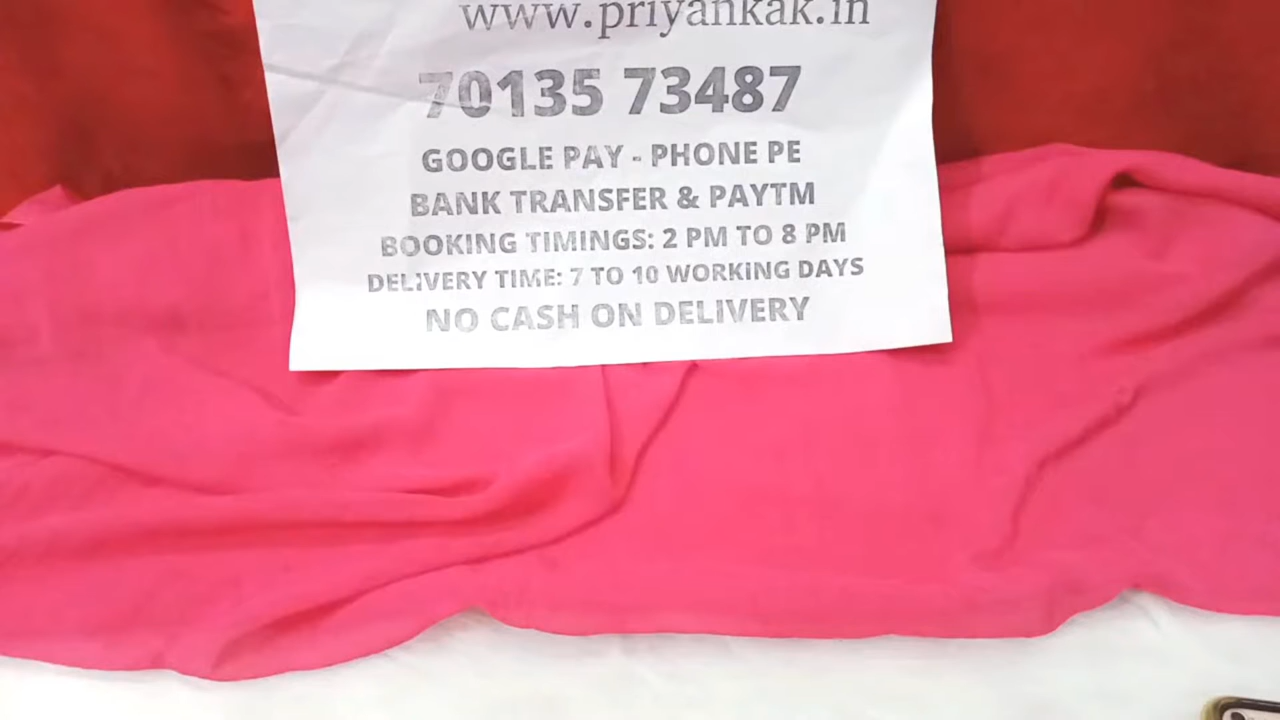 www.priyankak.in
70135 73487
GOOGLE PAY - PHONE PE
BANK TRANSFER & PAYTM
BOOKING TIMINGS: 2 PM TO 8 PM
DELIVERY TIME: 7 TO 10 WORKING DAYS
NO CASH ON DELIVERY